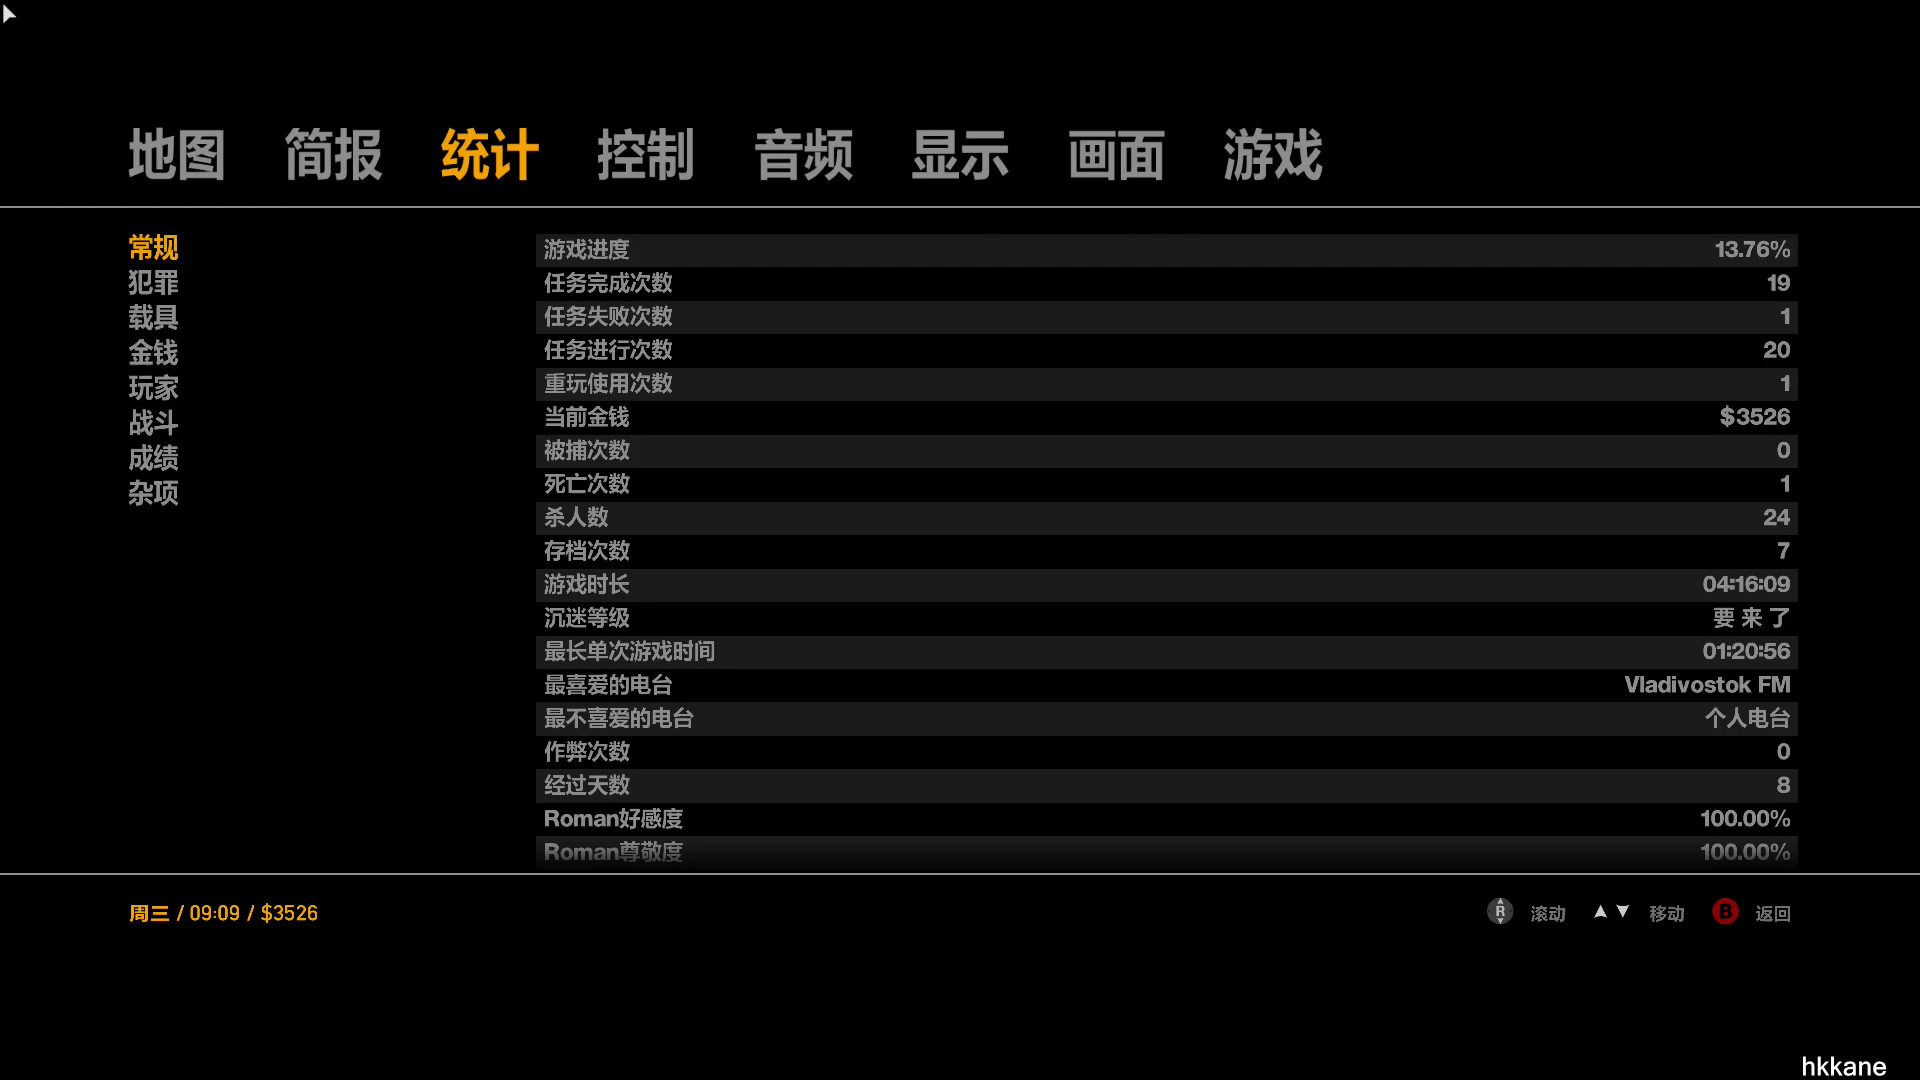 地图 简报 统计 控制 音频 显示 画面 游戏
常规
犯罪
载具
金钱
玩家
战斗
成绩
杂项
游戏进度 13.76%
任务完成次数 19
任务失败次数 1
任务进行次数 20
重玩使用次数 1
当前金钱 $3526
被捕次数 0
死亡次数 1
杀人数 24
存档次数 7
游戏时长 04:16:09
沉迷等级 要 来 了
最长单次游戏时间 01:20:56
最喜爱的电台 Vladivostok FM
最不喜爱的电台 个人电台
作弊次数 0
经过天数 8
Roman好感度 100.00%
Roman尊敬度 100.00%
周三 / 09:09 / $3526
R 滚动 ▲▼ 移动 B 返回
hkkane